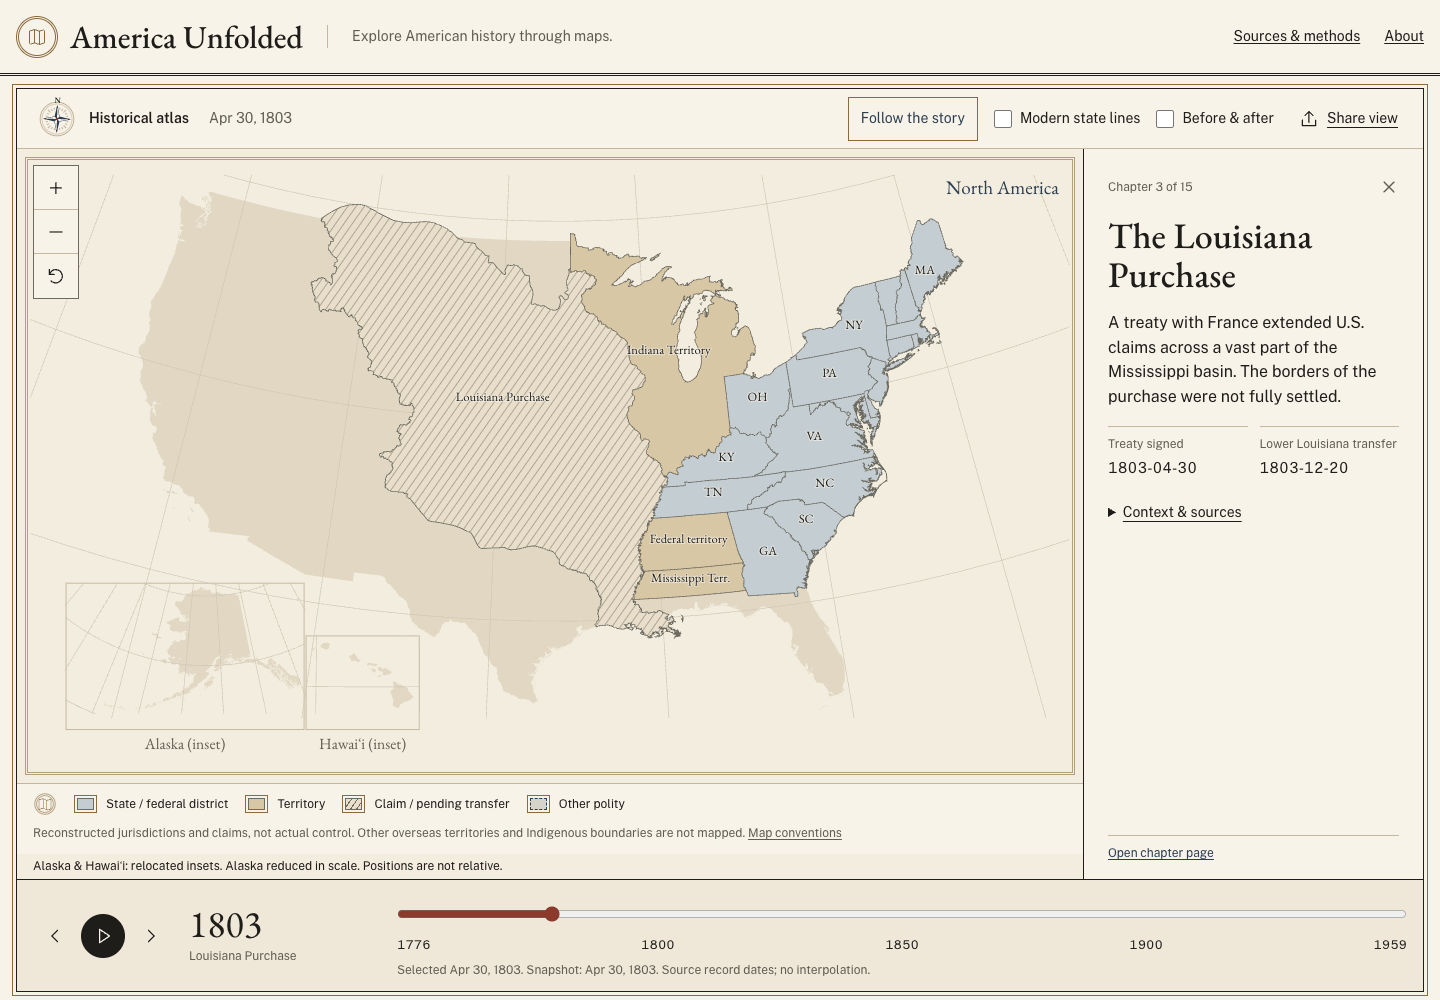 America Unfolded
Explore American history through maps.
Sources & methods
About
N
Historical atlas
Apr 30, 1803
Follow the story
Modern state lines
Before & after
Share view
North America
MA
NY
Indiana Territory
PA
OH
Louisiana Purchase
VA
KY
NC
TN
SC
Federal territory
GA
Mississippi Terr.
Alaska (inset)
Hawaiʻi (inset)
State / federal district
Territory
Claim / pending transfer
Other polity
Reconstructed jurisdictions and claims, not actual control. Other overseas territories and Indigenous boundaries are not mapped. Map conventions
Alaska & Hawaiʻi: relocated insets. Alaska reduced in scale. Positions are not relative.
Chapter 3 of 15
The Louisiana
Purchase
A treaty with France extended U.S.
claims across a vast part of the
Mississippi basin. The borders of the
purchase were not fully settled.
Treaty signed
1803-04-30
Lower Louisiana transfer
1803-12-20
Context & sources
Open chapter page
1803
Louisiana Purchase
1776
1800
1850
1900
1959
Selected Apr 30, 1803. Snapshot: Apr 30, 1803. Source record dates; no interpolation.